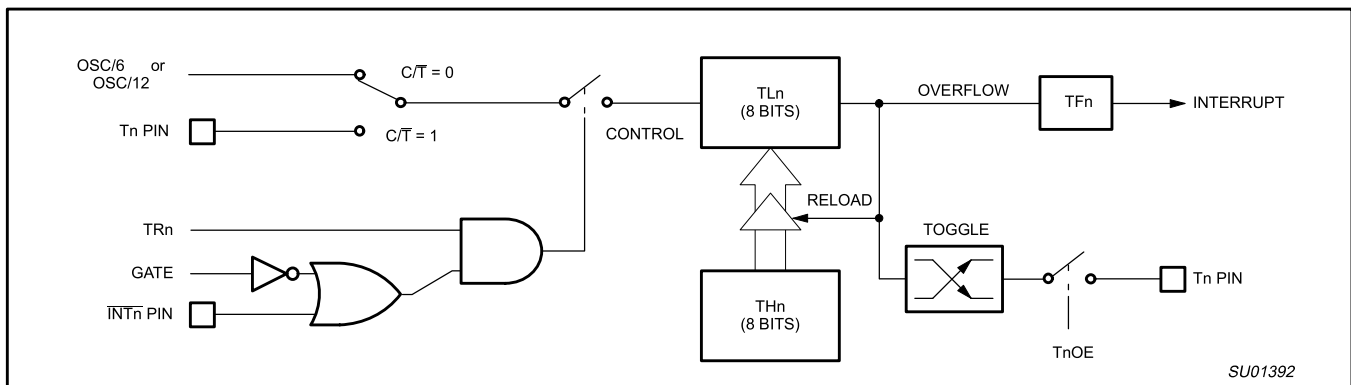 OSC/6 or
OSC/12
C/T̅ = 0
Tn PIN
C/T̅ = 1
CONTROL
TLn
(8 BITS)
OVERFLOW
TFn
INTERRUPT
RELOAD
TRn
GATE
I̅N̅T̅n̅ PIN
THn
(8 BITS)
TOGGLE
Tn PIN
TnOE
SU01392